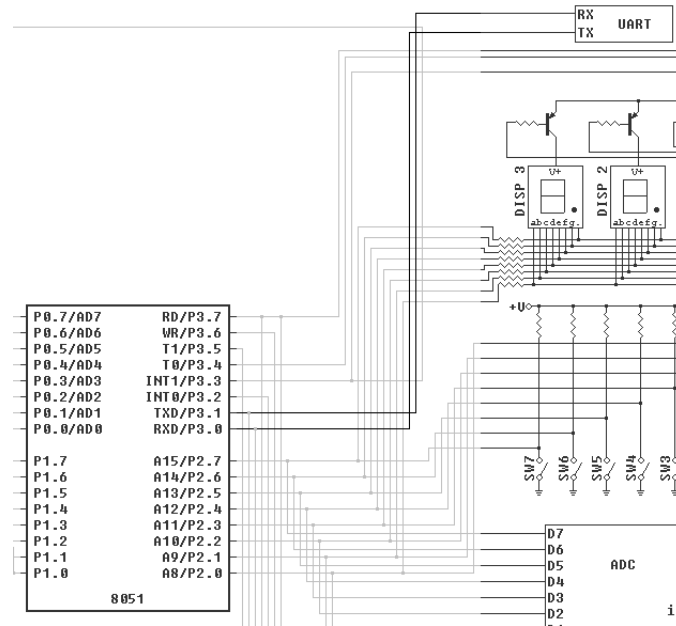 RX
TX
UART
DISP 3
V+
abcdefg.
DISP 2
V+
abcdefg.
+V
P0.7/AD7 RD/P3.7
P0.6/AD6 WR/P3.6
P0.5/AD5 T1/P3.5
P0.4/AD4 T0/P3.4
P0.3/AD3 INT1/P3.3
P0.2/AD2 INT0/P3.2
P0.1/AD1 TXD/P3.1
P0.0/AD0 RXD/P3.0
P1.7 A15/P2.7
P1.6 A14/P2.6
P1.5 A13/P2.5
P1.4 A12/P2.4
P1.3 A11/P2.3
P1.2 A10/P2.2
P1.1 A9/P2.1
P1.0 A8/P2.0
8051
SW7
SW6
SW5
SW4
SW3
D7
D6
D5
D4
D3
D2
ADC
i